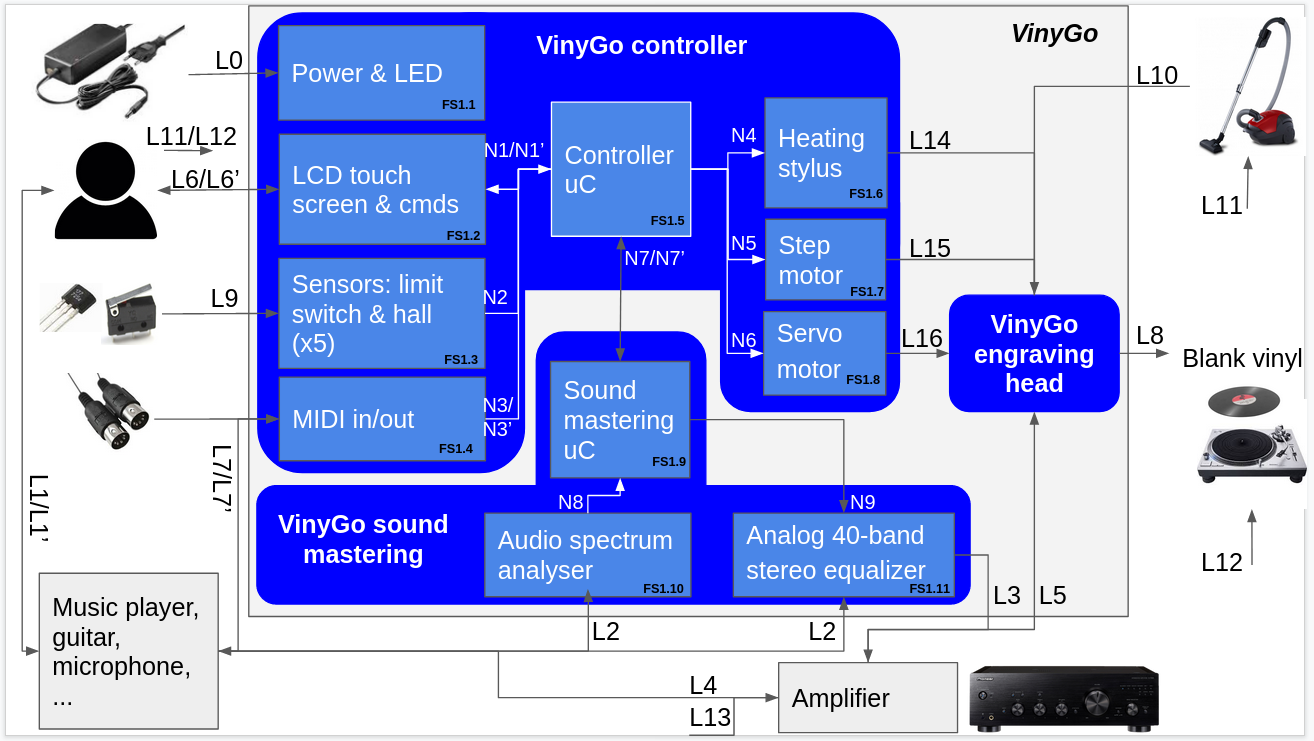 VinyGo
VinyGo controller
L0
Power & LED
FS1.1
L10
L11/L12
N1/N1’
LCD touch
screen & cmds
FS1.2
L6/L6’
Controller
uC
FS1.5
N4
Heating
stylus
FS1.6
L14
L11
N7/N7’
N5
Step
motor
FS1.7
L15
L9
Sensors: limit
switch & hall
(x5)
FS1.3
N2
N6
Servo
motor
FS1.8
L16
VinyGo
engraving
head
L8
Blank vinyl
MIDI in/out
FS1.4
N3/
N3’
Sound
mastering
uC
FS1.9
L7/L7’
L1/L1’
VinyGo sound
mastering
N8
N9
Audio spectrum
analyser
FS1.10
Analog 40-band
stereo equalizer
FS1.11
L12
L3
L5
L2
L2
Music player,
guitar,
microphone,
...
L4
L13
Amplifier